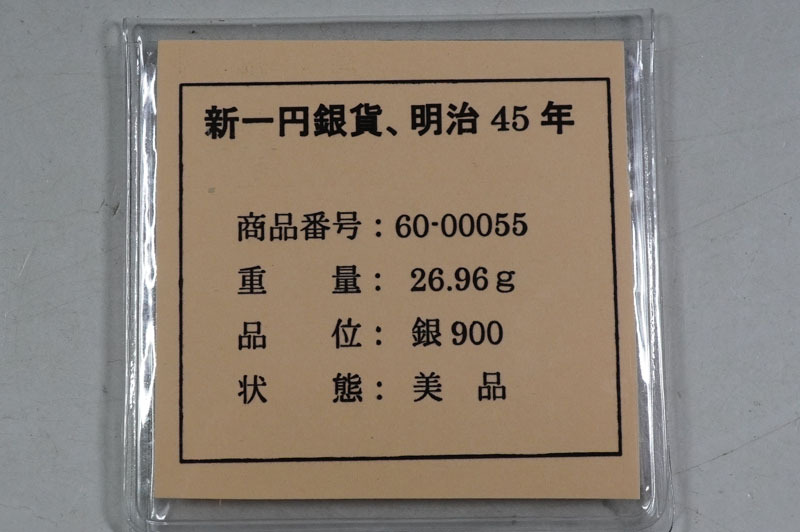 新一円銀貨、明治 45 年
商品番号：60-00055
重　　量： 26.96ｇ
品　　位： 銀 900
状　　態： 美　品